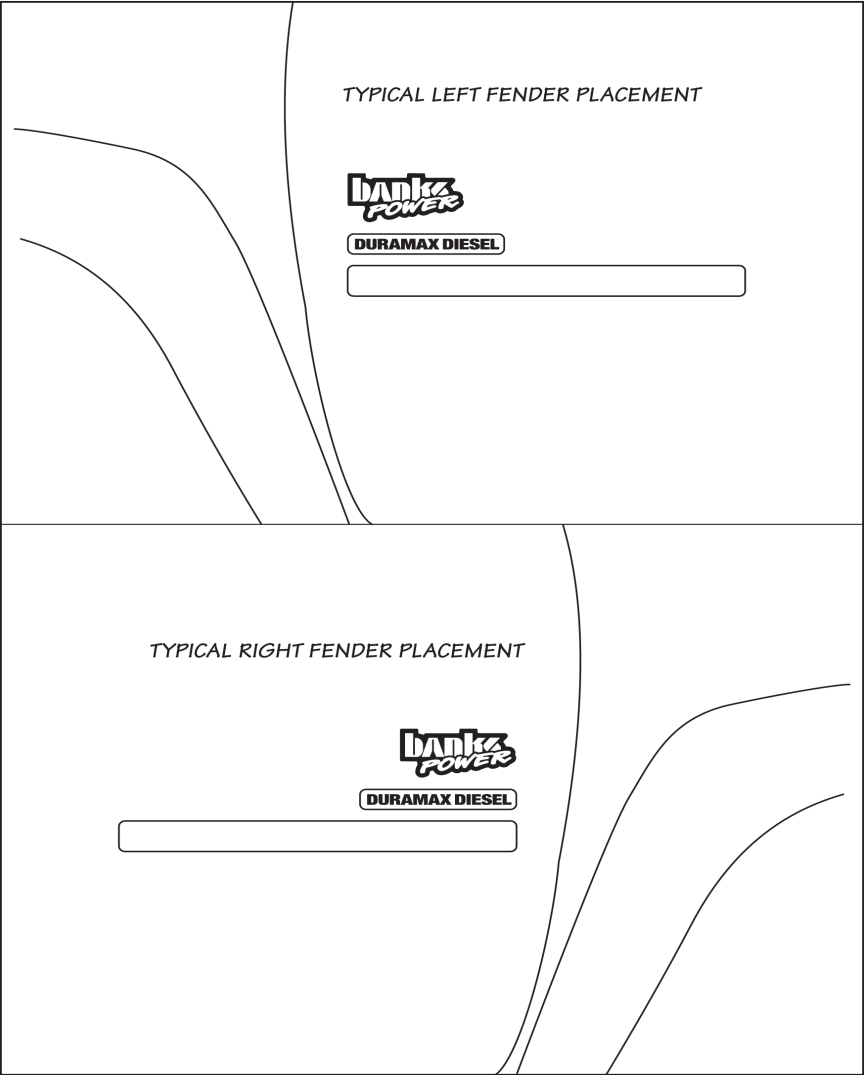 TYPICAL LEFT FENDER PLACEMENT
banks
POWER
DURAMAX DIESEL
TYPICAL RIGHT FENDER PLACEMENT
banks
POWER
DURAMAX DIESEL